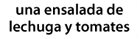 una ensalada de
lechuga y tomates